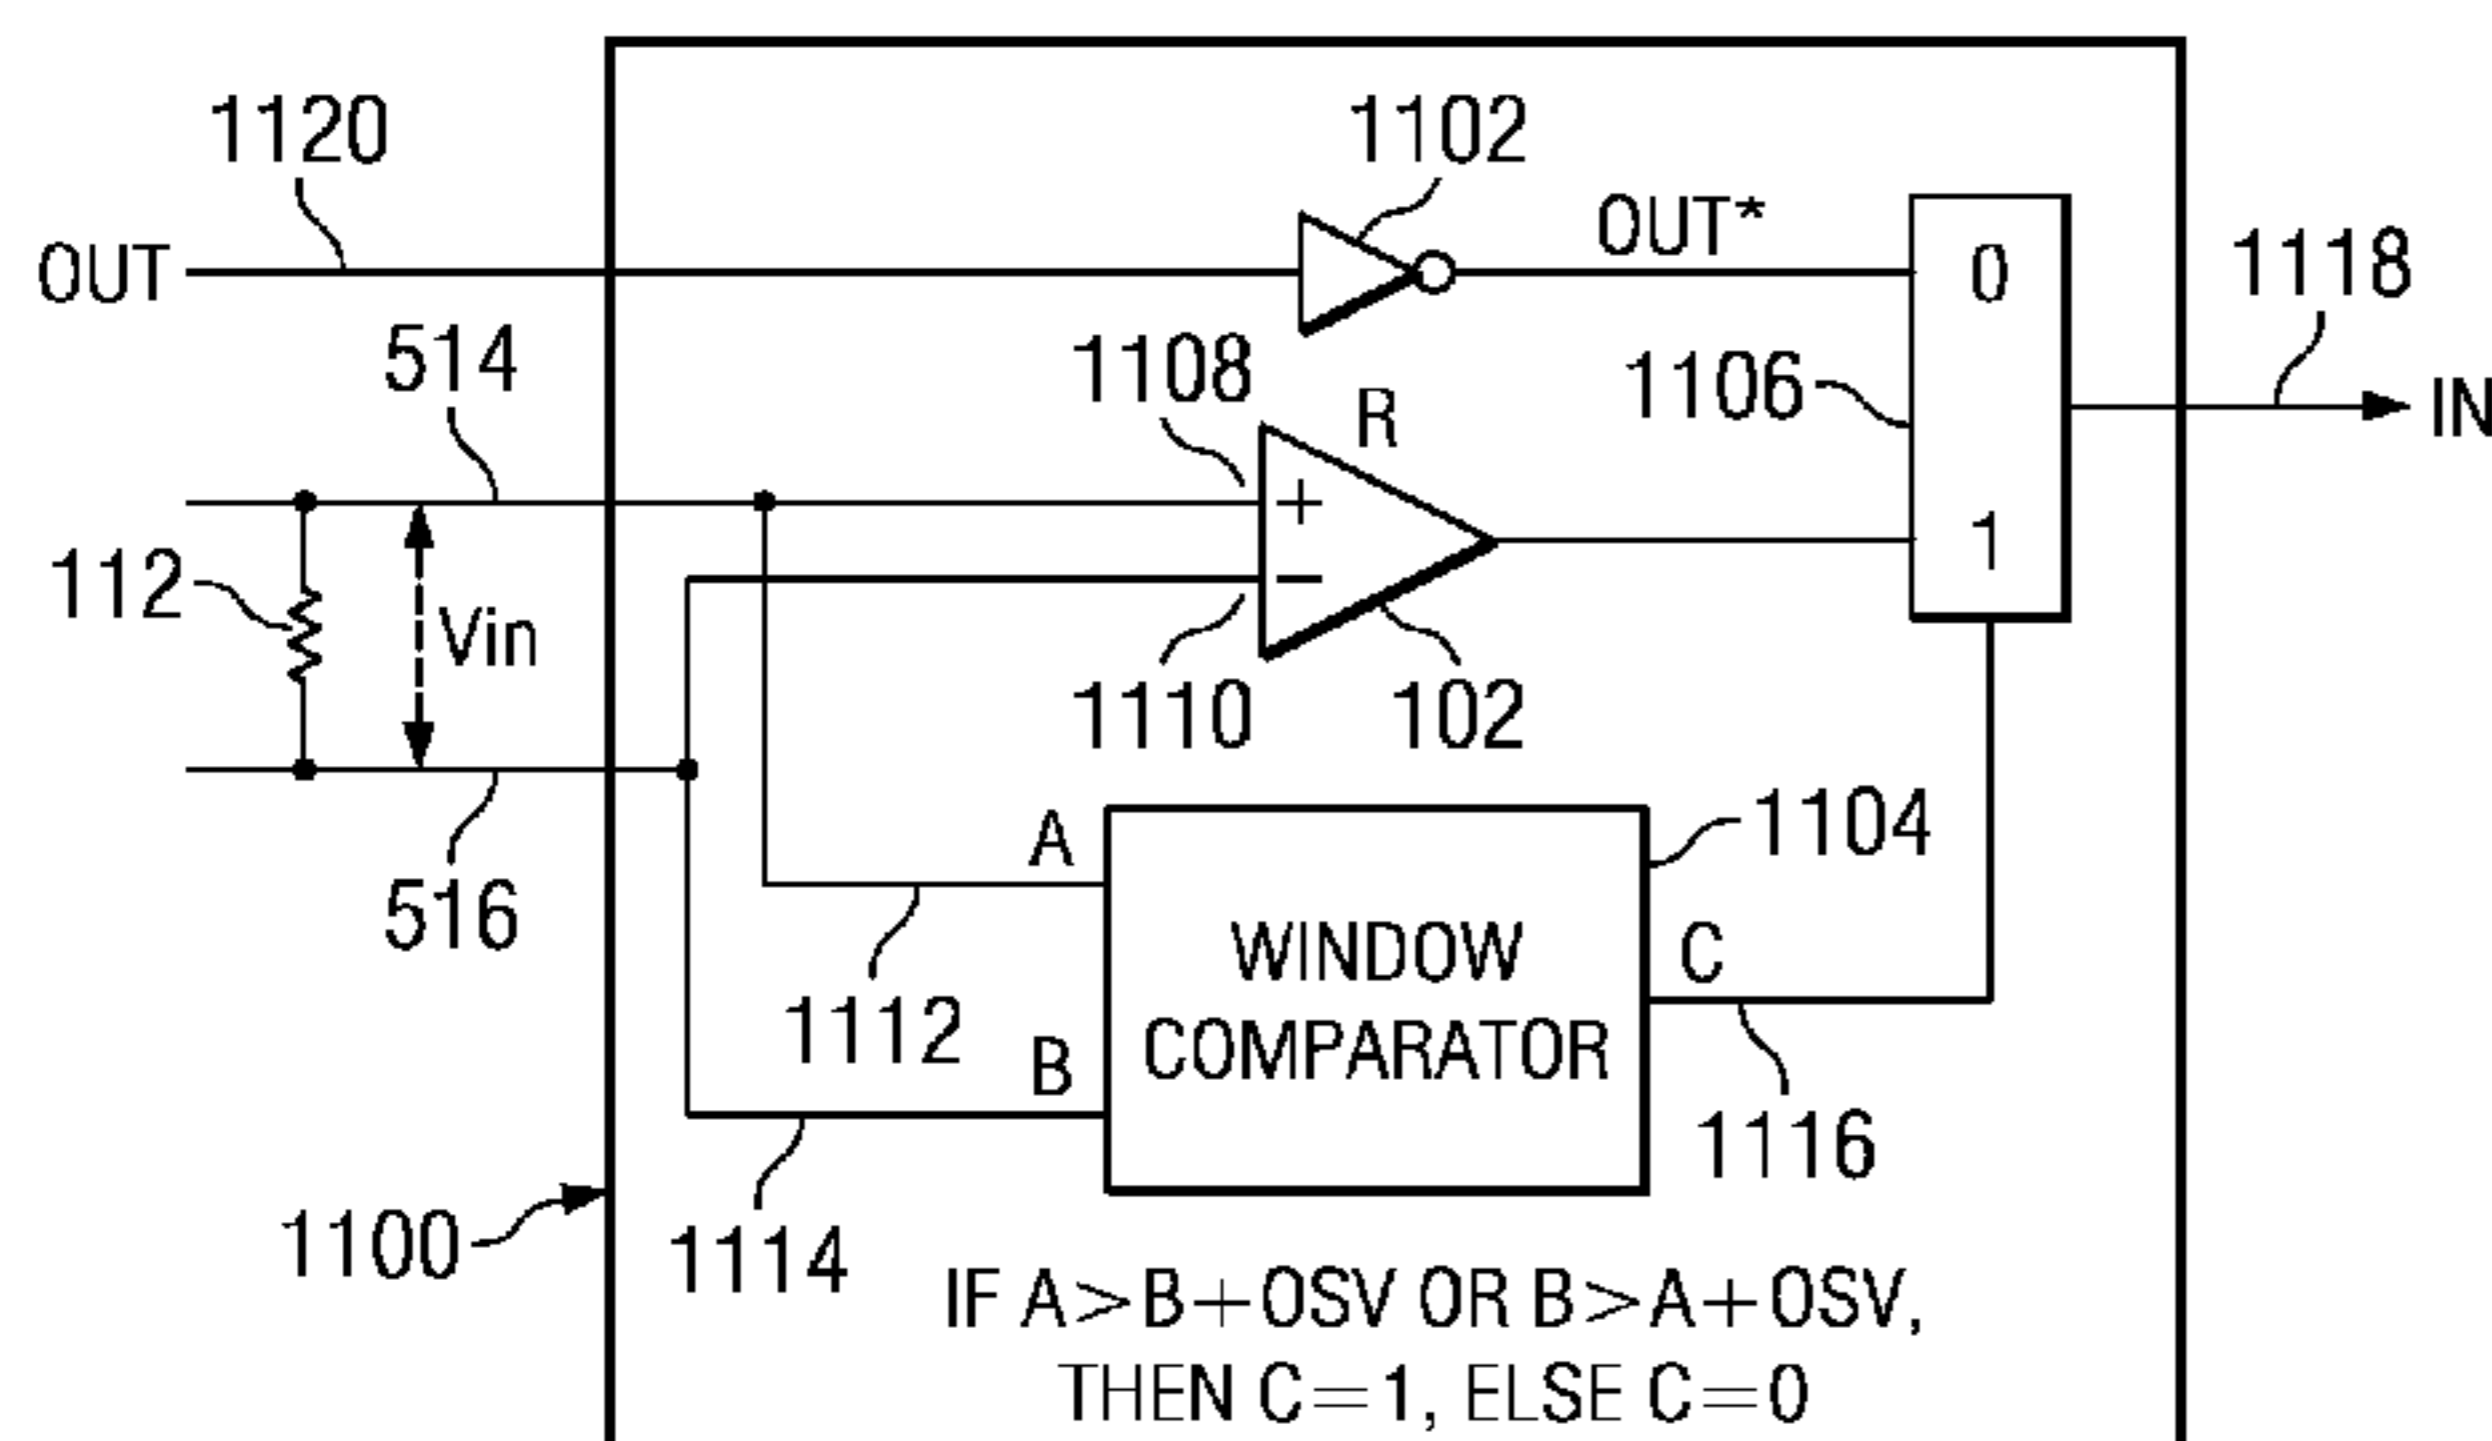 1120
1102
OUT
OUT*
0
1118
514
1108
R
1106
IN
+
1
112
Vin
−
1110
102
516
A
1104
WINDOW
COMPARATOR
C
1112
B
1116
1100
1114
IF A>B+OSV OR B>A+OSV,
THEN C=1, ELSE C=0